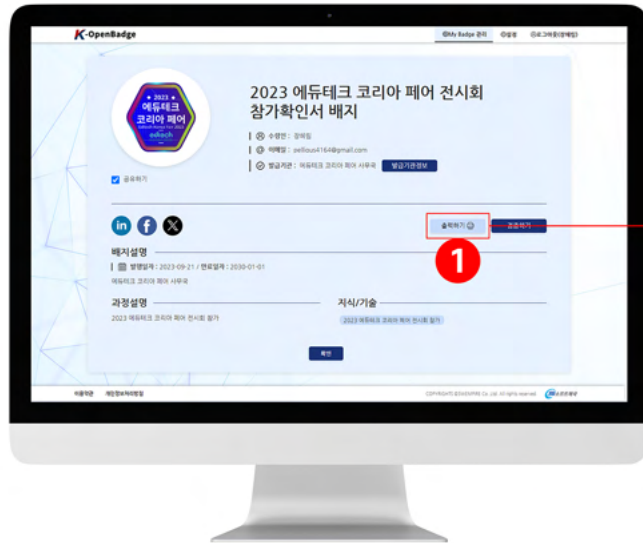 K-OpenBadge
My Badge 관리 설정 로그아웃(장혜림)
2023
에듀테크
코리아 페어
edtech
2023 에듀테크 코리아 페어 전시회
참가확인서 배지
수령인 :
이메일 : pellious4164@gmail.com
발급기관 : 에듀테크 코리아 페어 사무국 발급기관정보
공유하기
in f X
출력하기 검증하기
1
배지설명
발행일자 : 2023-09-21 / 만료일자 : 2030-01-01
에듀테크 코리아 페어 사무국
과정설명 지식/기술
2023 에듀테크 코리아 페어 전시회 참가 2023 에듀테크 코리아 페어 전시회 참가
확인
이용약관 개인정보처리방침